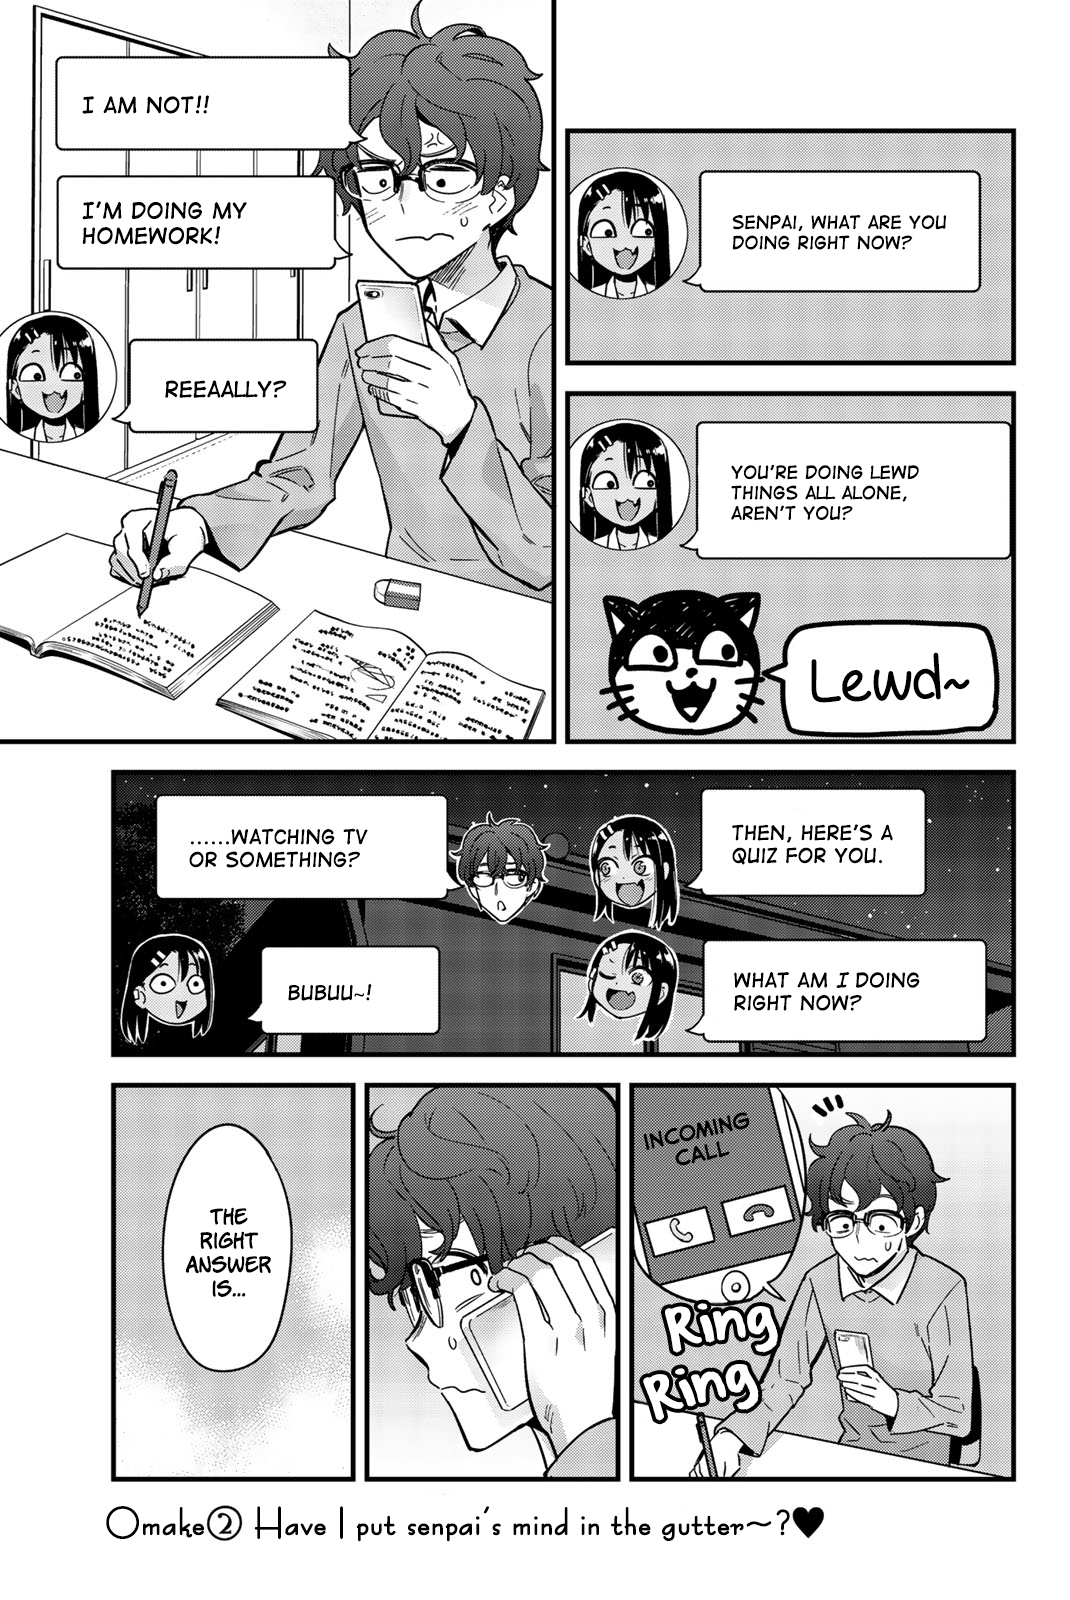 SENPAI, WHAT ARE YOU
DOING RIGHT NOW?
YOU'RE DOING LEWD
THINGS ALL ALONE,
AREN'T YOU?
Lewd~
I AM NOT!!
I'M DOING MY
HOMEWORK!
REEAALLY?
THEN, HERE'S A
QUIZ FOR YOU.
WHAT AM I DOING
RIGHT NOW?
......WATCHING TV
OR SOMETHING?
BUBUU~!
INCOMING
CALL
Ring
Ring
THE
RIGHT
ANSWER
IS...
Omake② Have I put senpai's mind in the gutter~?♥